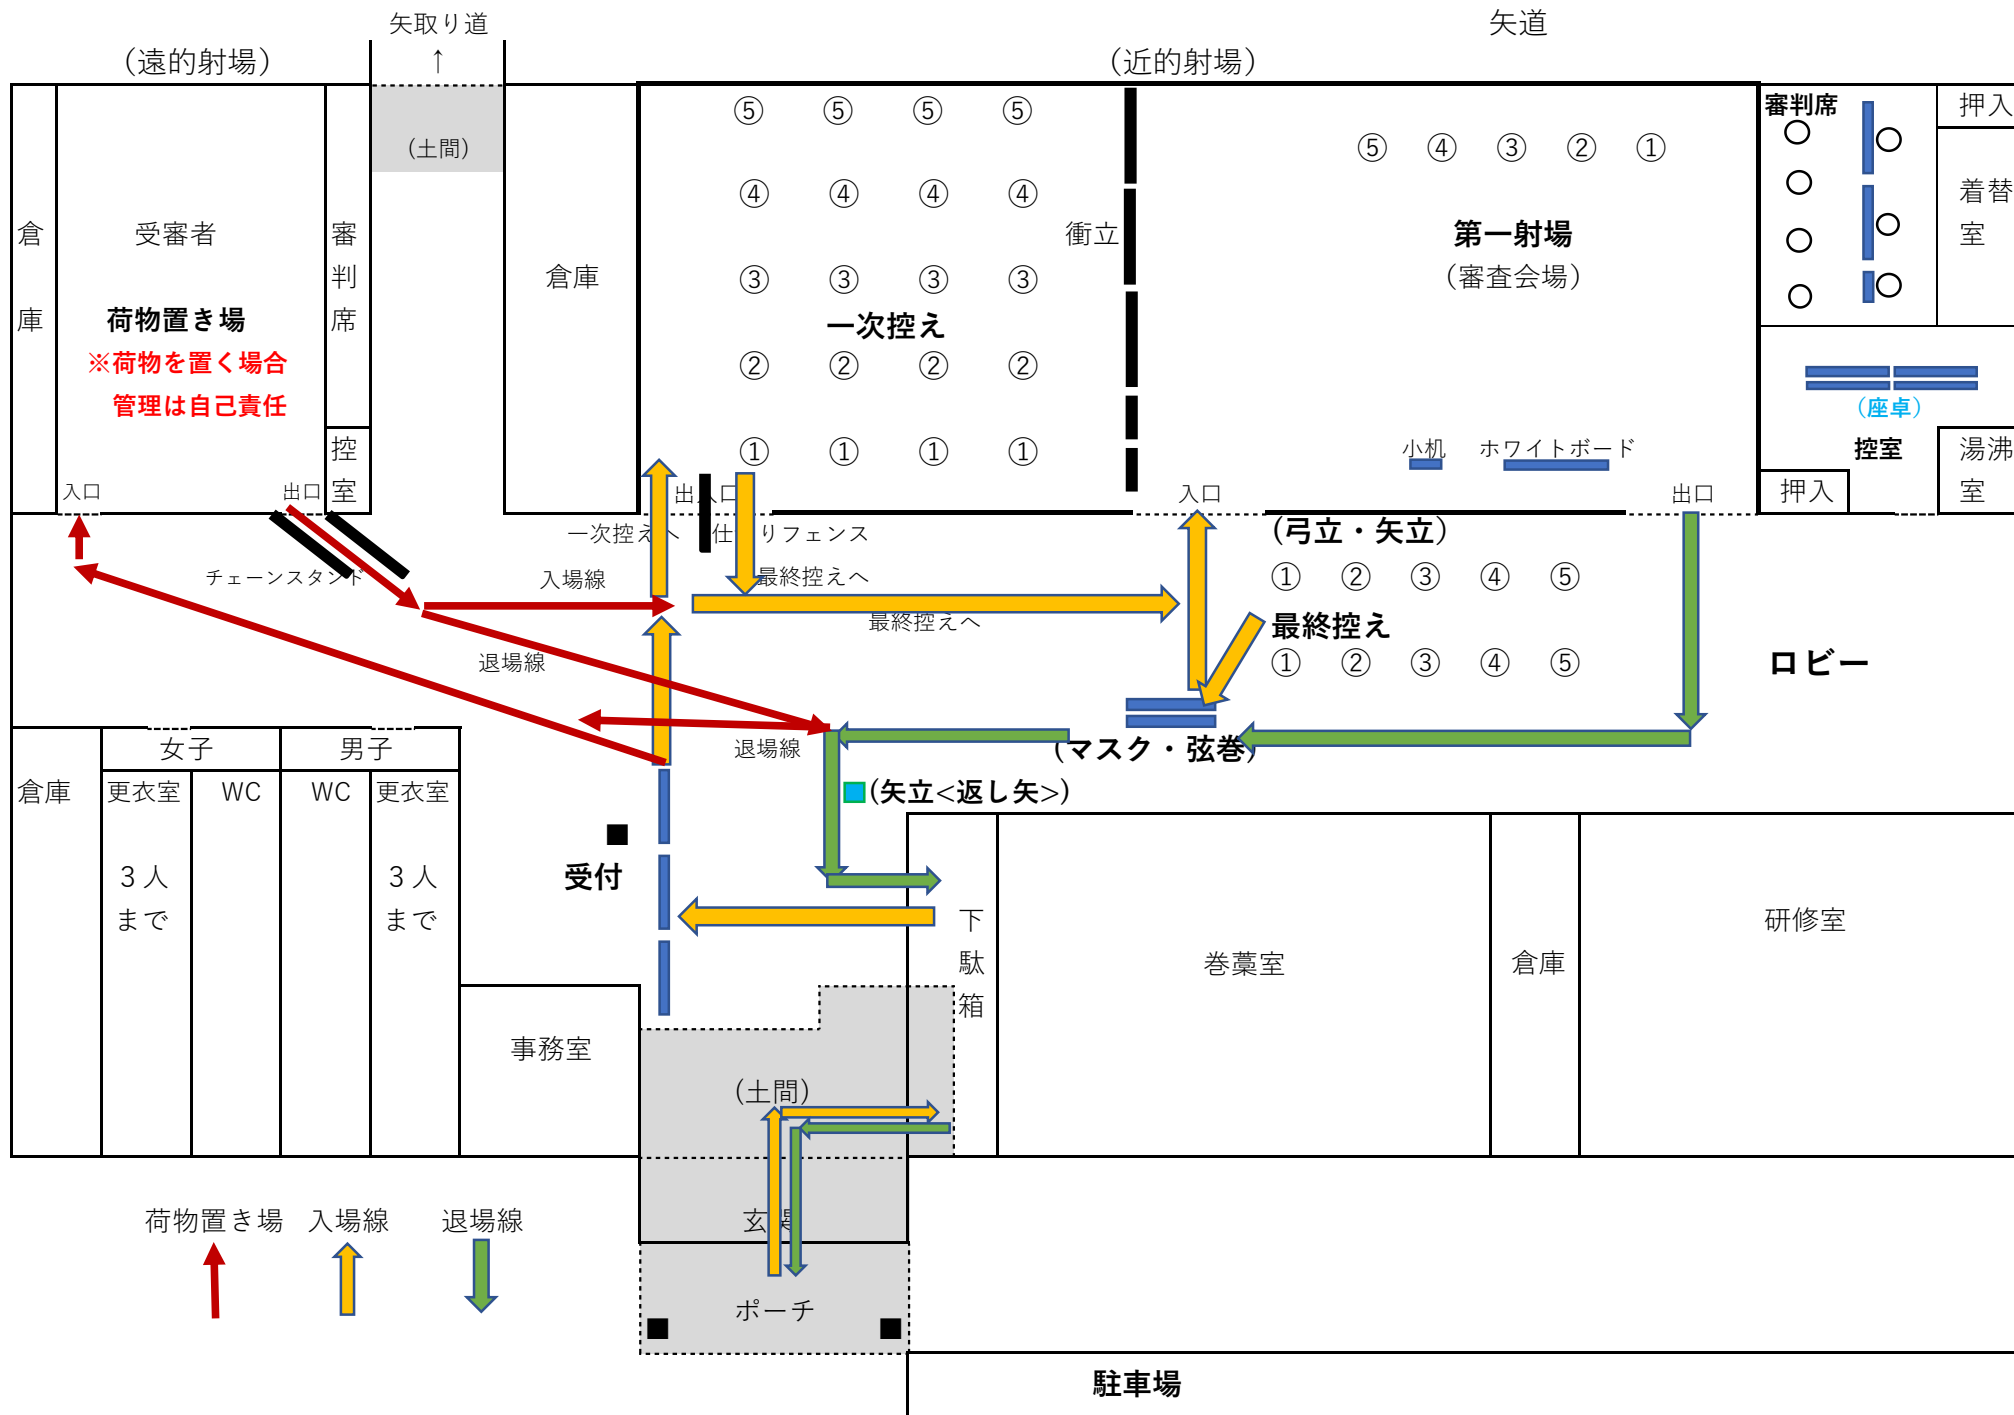 矢取り道
↑
矢道
（遠的射場）
（近的射場）
審判席
押入
⑤ ⑤ ⑤ ⑤
⑤ ④ ③ ② ①
(土間)
④ ④ ④ ④
着替室
倉庫
受審者
審判席
衝立
第一射場
（審査会場）
倉庫
③ ③ ③ ③
荷物置き場
一次控え
※荷物を置く場合
管理は自己責任
② ② ② ②
（座卓）
控室
控室
① ① ① ①
小机
ホワイトボード
湯沸室
入口
出口
出入口
入口
出口
押入
一次控えへ
仕切りフェンス
（弓立・矢立）
チェーンスタンド
入場線
最終控えへ
① ② ③ ④ ⑤
最終控えへ
最終控え
退場線
① ② ③ ④ ⑤
ロビー
女子
男子
退場線
（マスク・弦巻）
倉庫
更衣室
WC
WC
更衣室
(矢立<返し矢>)
３人
まで
３人
まで
受付
下駄箱
巻藁室
倉庫
研修室
事務室
(土間)
荷物置き場
入場線
退場線
玄関
ポーチ
駐車場